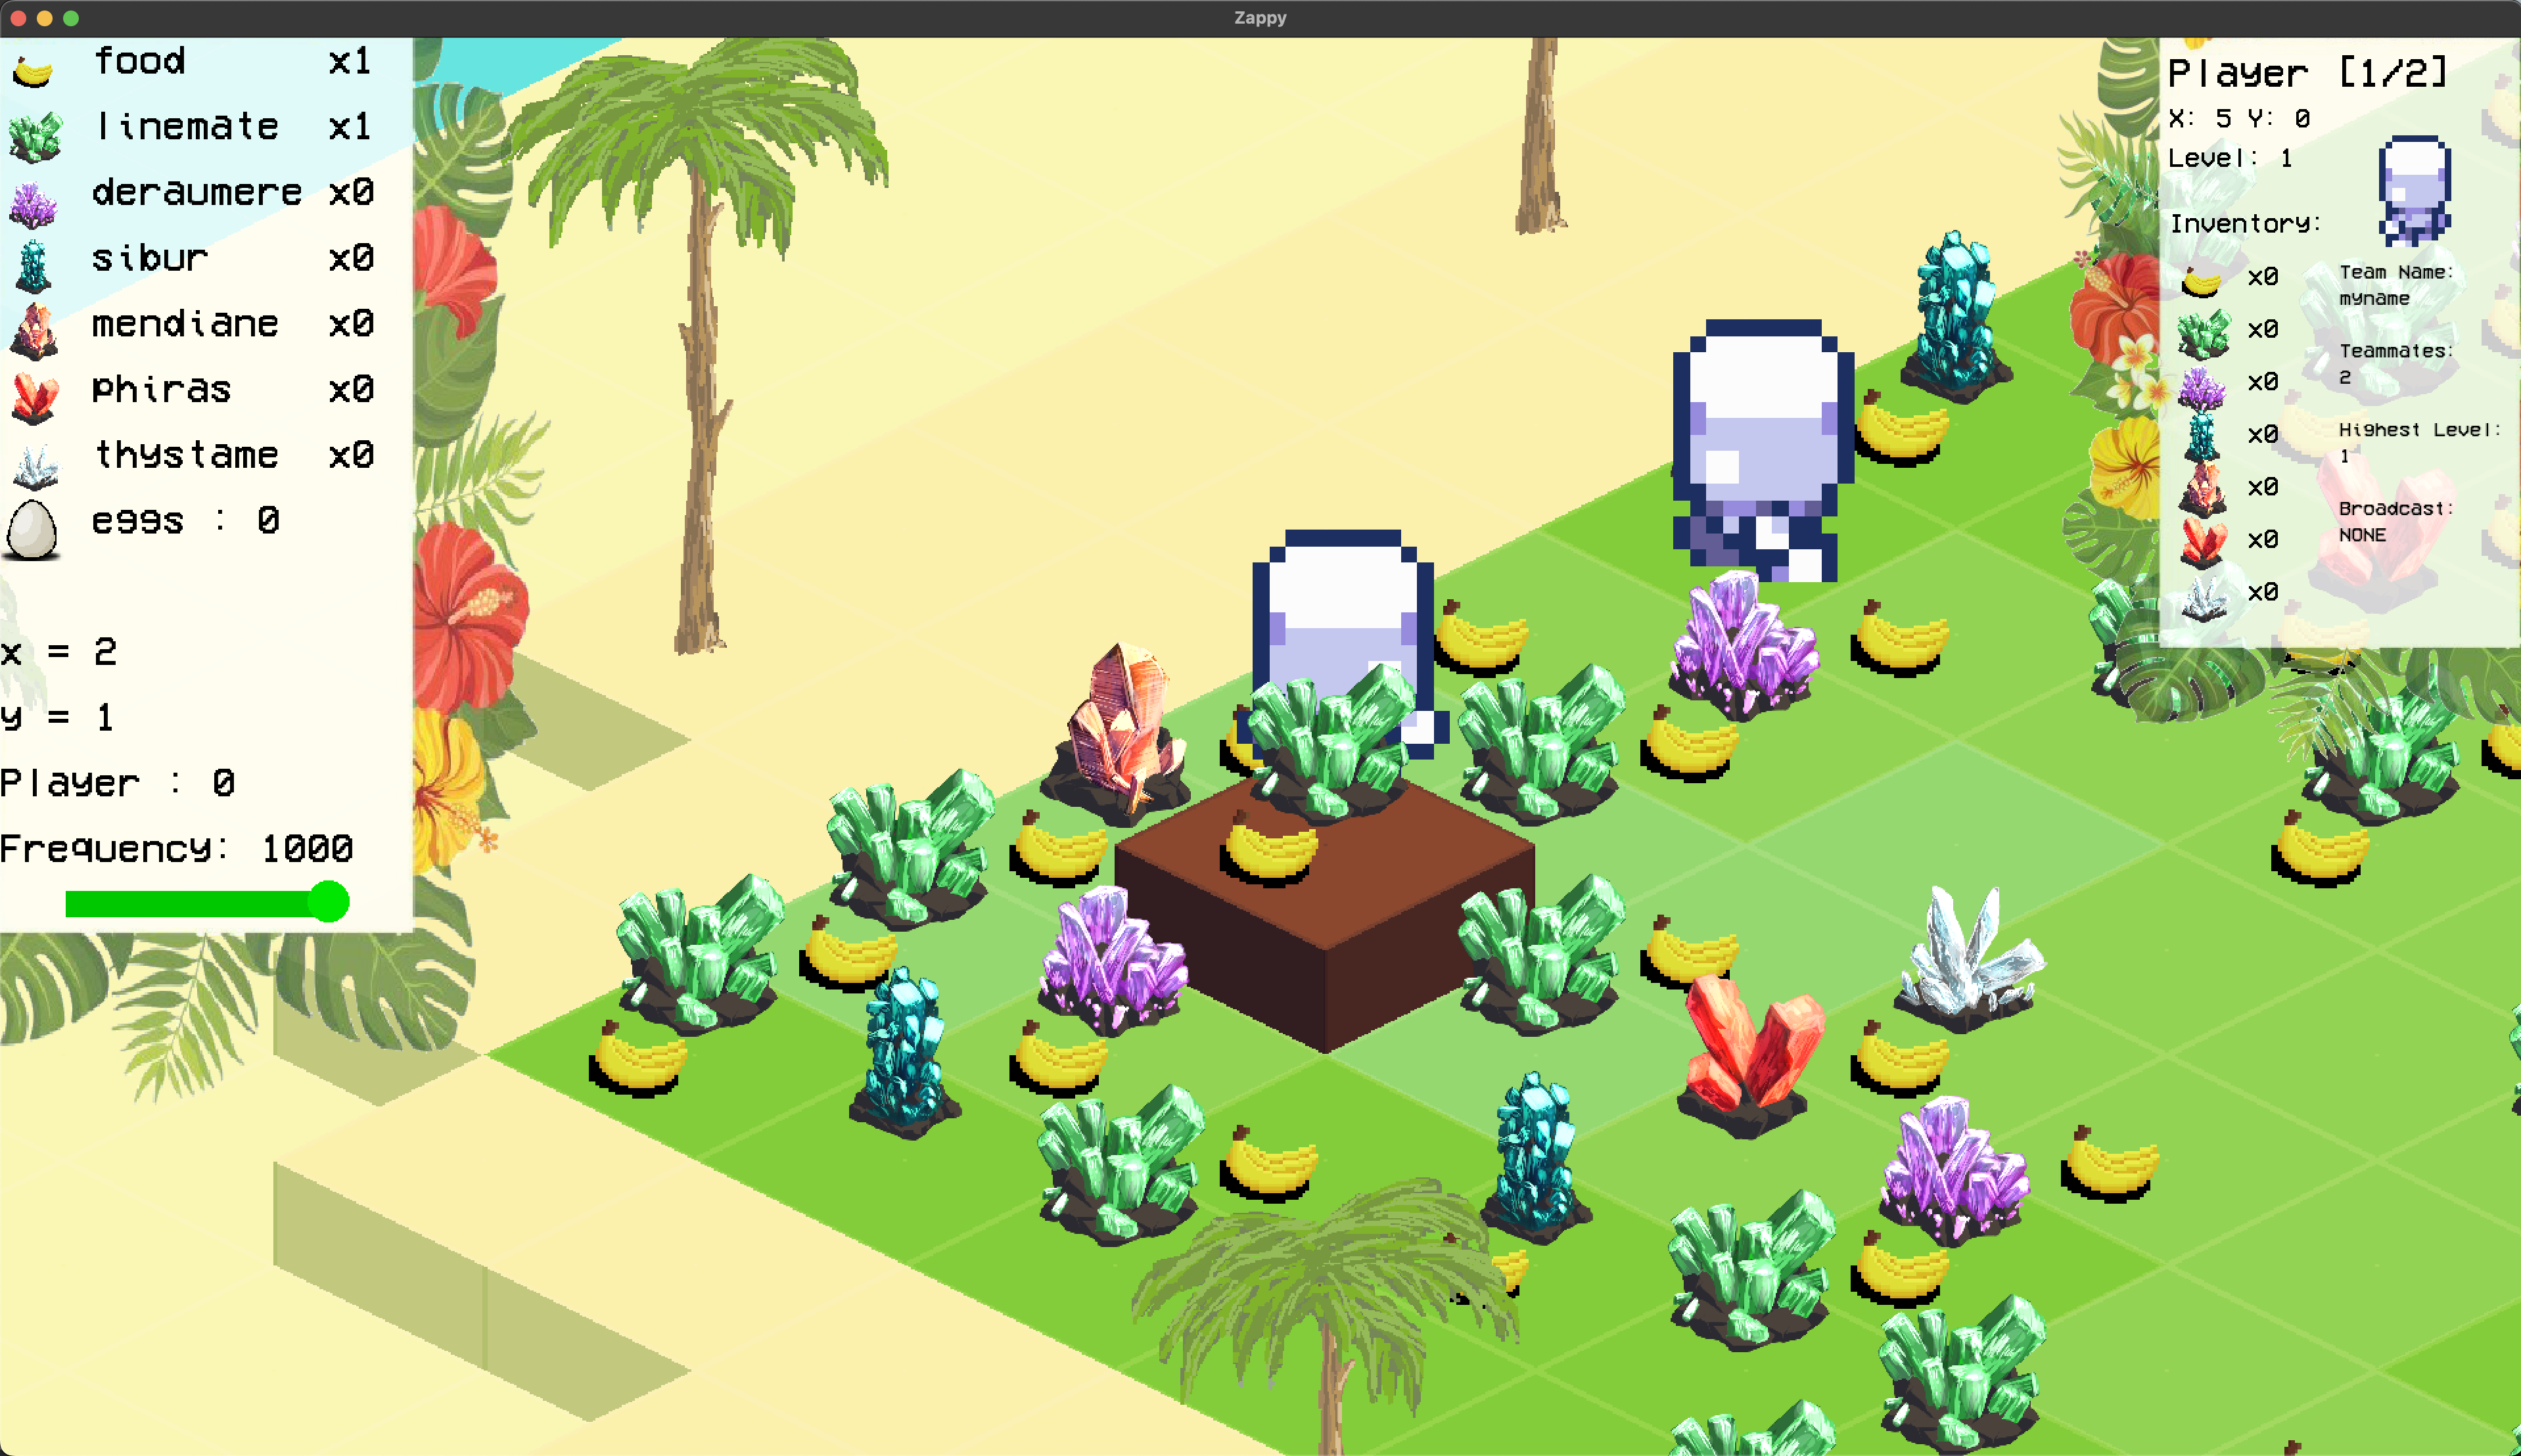 Zappy
food x1
linemate x1
deraumere x0
sibur x0
mendiane x0
phiras x0
thystame x0
eggs : 0
x = 2
y = 1
Player : 0
Frequency: 1000
Player [1/2]
X: 5 Y: 0
Level: 1
Inventory:
x0
x0
x0
x0
x0
x0
x0
Team Name:
myname
Teammates:
2
Highest Level:
1
Broadcast:
NONE